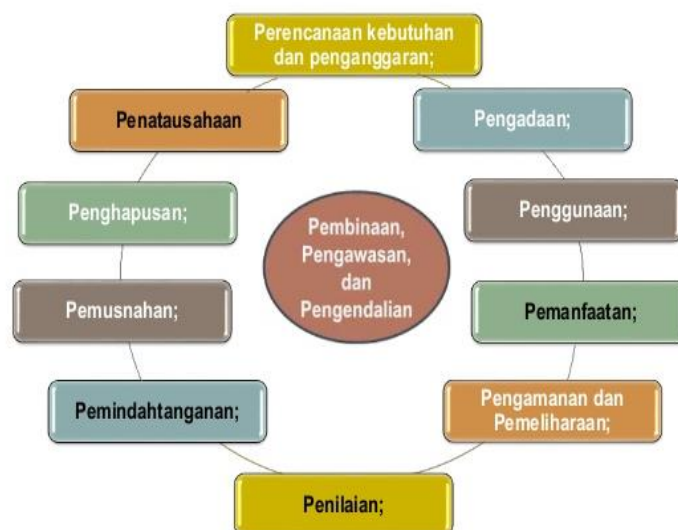 Perencanaan kebutuhan
dan penganggaran;
Pengadaan;
Penggunaan;
Pemanfaatan;
Pengamanan dan
Pemeliharaan;
Penilaian;
Pemindahtanganan;
Pemusnahan;
Penghapusan;
Penatausahaan
Pembinaan,
Pengawasan,
dan
Pengendalian